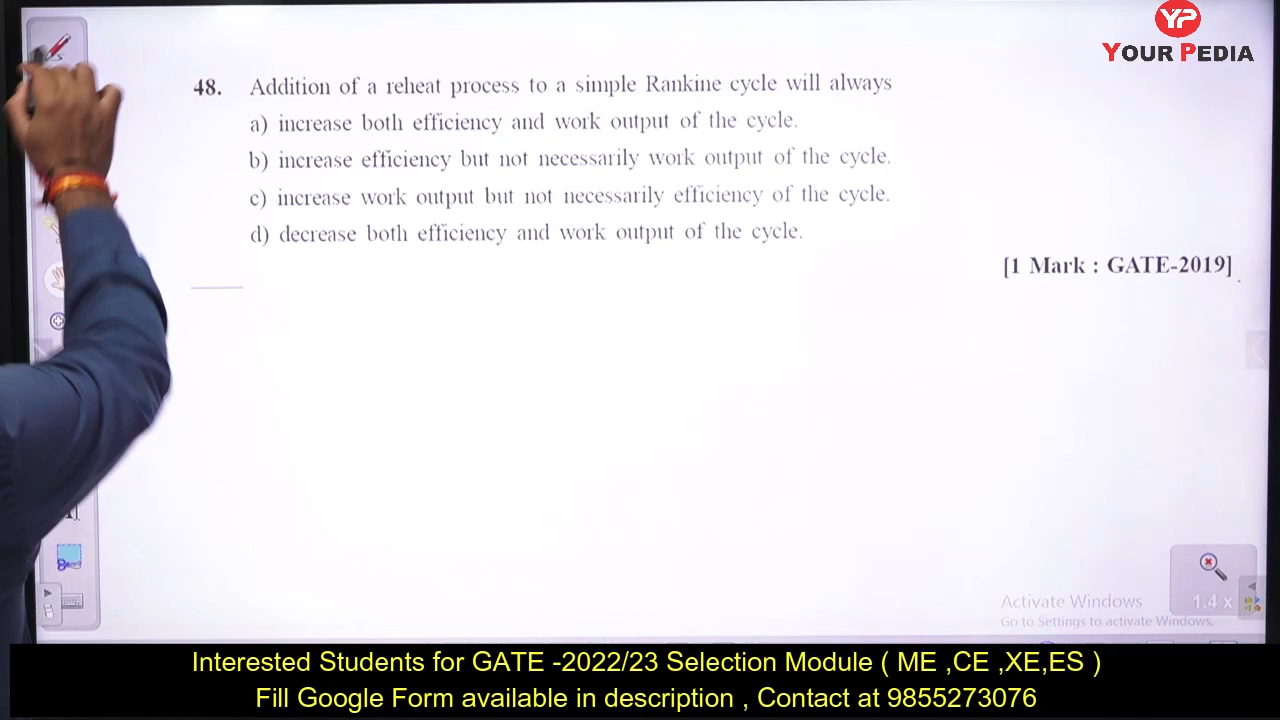 YP
YOUR PEDIA
48. Addition of a reheat process to a simple Rankine cycle will always
a) increase both efficiency and work output of the cycle.
b) increase efficiency but not necessarily work output of the cycle.
c) increase work output but not necessarily efficiency of the cycle.
d) decrease both efficiency and work output of the cycle.
[1 Mark : GATE-2019]
Activate Windows
Go to Settings to activate Windows.
1.4 x
Interested Students for GATE -2022/23 Selection Module ( ME ,CE ,XE,ES )
Fill Google Form available in description , Contact at 9855273076